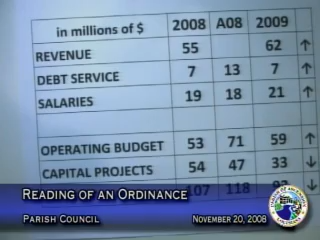 in millions of $ 2008 A08 2009
REVENUE 55 62 ↑
DEBT SERVICE 7 13 7 ↑
SALARIES 19 18 21 ↑
OPERATING BUDGET 53 71 59 ↑
CAPITAL PROJECTS 54 47 33 ↓
107 118
READING OF AN ORDINANCE
PARISH COUNCIL NOVEMBER 20, 2008